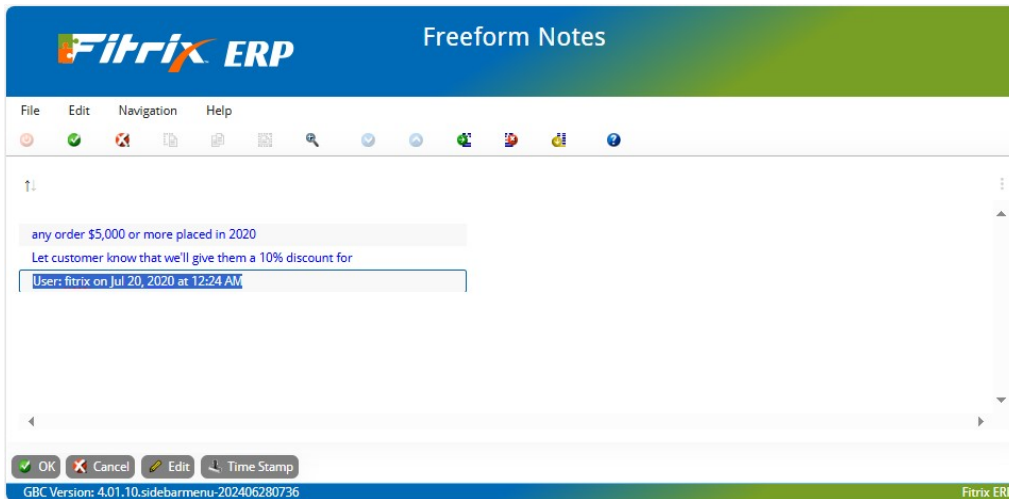 Fitrix ERP
Freeform Notes
File Edit Navigation Help
any order $5,000 or more placed in 2020
Let customer know that we'll give them a 10% discount for
User: fitrix on Jul 20, 2020 at 12:24 AM
OK Cancel Edit Time Stamp
GBC Version: 4.01.10.sidebarmenu-202406280736 Fitrix ERP